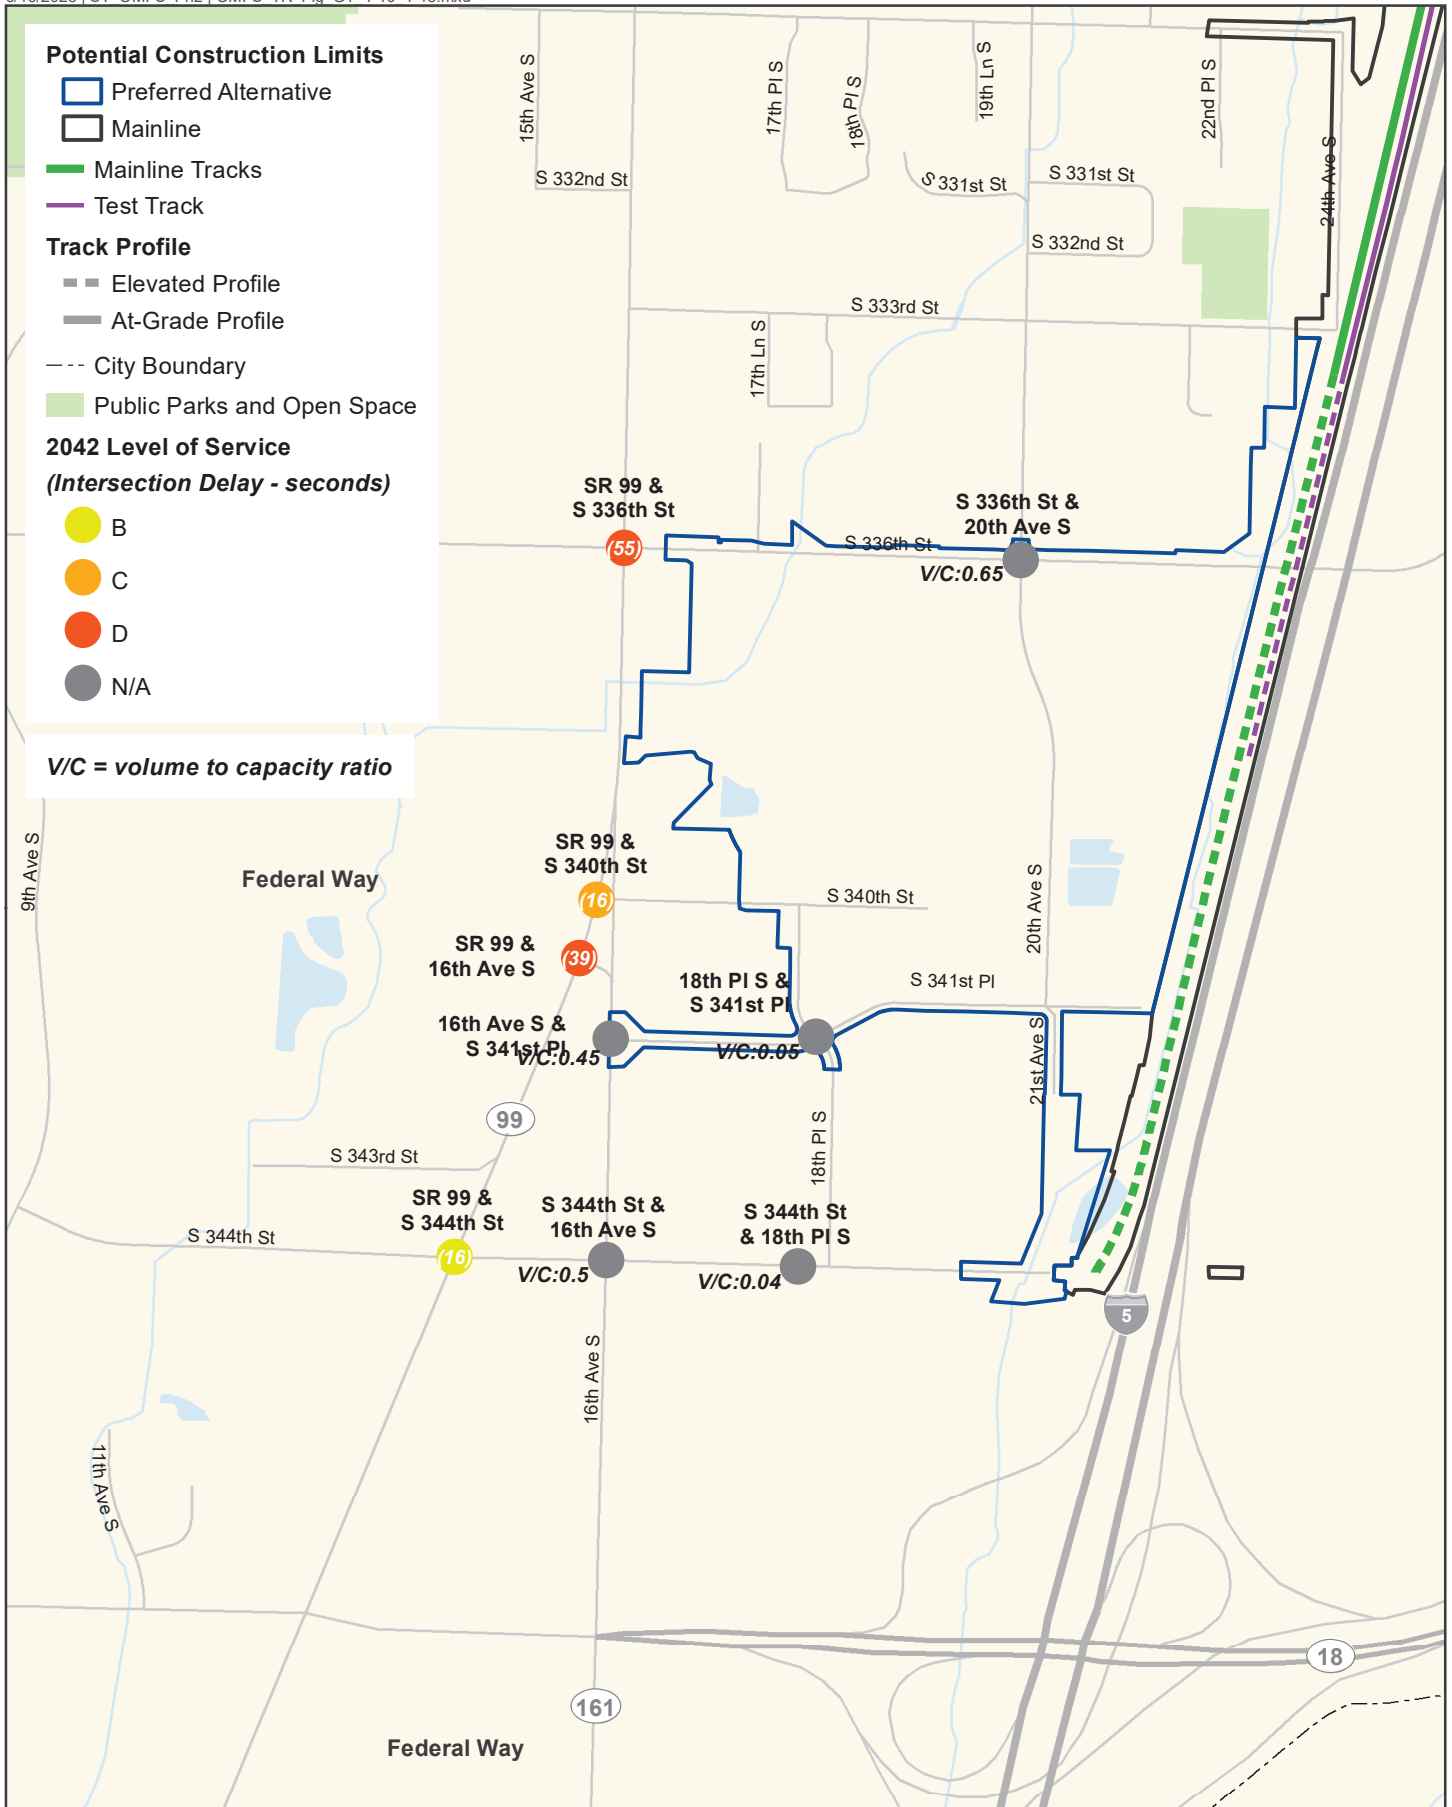 Potential Construction Limits
Preferred Alternative
Mainline
Mainline Tracks
Test Track
Track Profile
Elevated Profile
At-Grade Profile
City Boundary
Public Parks and Open Space
2042 Level of Service
(Intersection Delay - seconds)
B
C
D
N/A
V/C = volume to capacity ratio
15th Ave S
17th Pl S
18th Pl S
19th Ln S
22nd Pl S
24th Ave S
S 332nd St
S 331st St
S 331st St
S 332nd St
S 333rd St
17th Ln S
SR 99 &
S 336th St
(55)
S 336th St
S 336th St &
20th Ave S
V/C:0.65
9th Ave S
Federal Way
SR 99 &
S 340th St
(16)
S 340th St
20th Ave S
SR 99 &
16th Ave S
(39)
18th Pl S &
S 341st Pl
S 341st Pl
16th Ave S &
S 341st Pl
V/C:0.45
V/C:0.05
21st Ave S
99
S 343rd St
18th Pl S
SR 99 &
S 344th St
(16)
S 344th St &
16th Ave S
V/C:0.5
S 344th St
& 18th Pl S
V/C:0.04
S 344th St
5
16th Ave S
11th Ave S
18
161
Federal Way